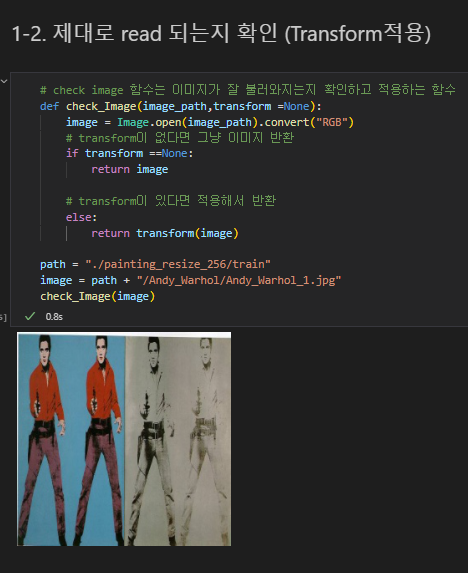 1-2. 제대로 read 되는지 확인 (Transform적용)
# check image 함수는 이미지가 잘 불러와지는지 확인하고 적용하는 함수
def check_Image(image_path,transform =None):
image = Image.open(image_path).convert("RGB")
# transform이 없다면 그냥 이미지 반환
if transform ==None:
return image
# transform이 있다면 적용해서 반환
else:
return transform(image)
path = "./painting_resize_256/train"
image = path + "/Andy_Warhol/Andy_Warhol_1.jpg"
check_Image(image)
✓ 0.8s